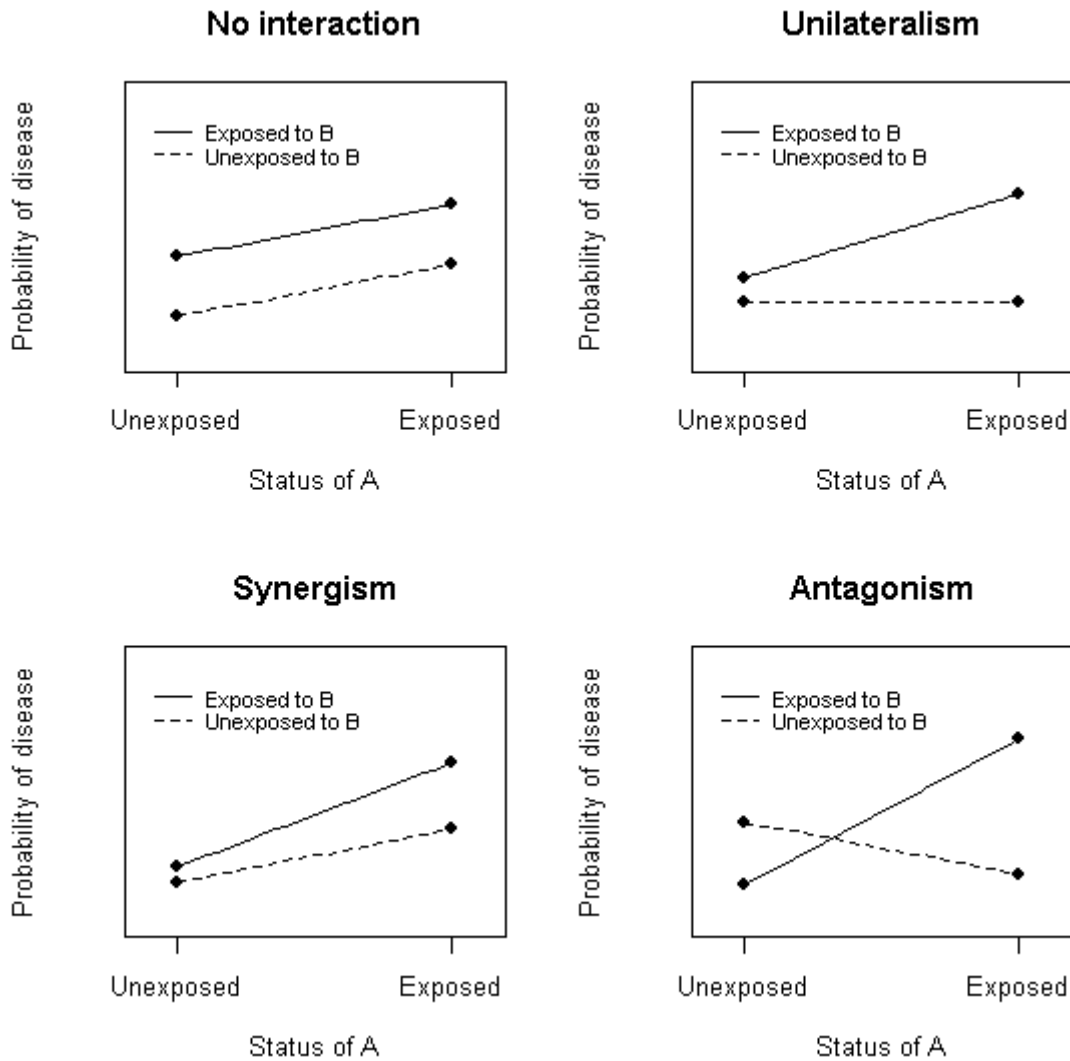 No interaction
Probability of disease
Exposed to B
Unexposed to B
Unexposed
Exposed
Status of A
Unilateralism
Probability of disease
Exposed to B
Unexposed to B
Unexposed
Exposed
Status of A
Synergism
Probability of disease
Exposed to B
Unexposed to B
Unexposed
Exposed
Status of A
Antagonism
Probability of disease
Exposed to B
Unexposed to B
Unexposed
Exposed
Status of A